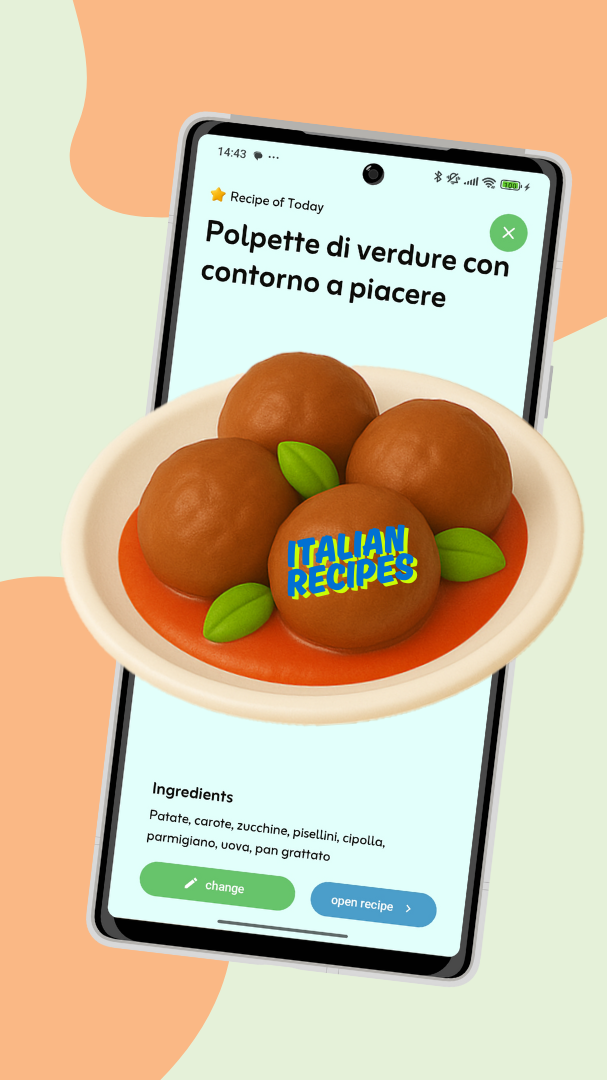 14:43
100
Recipe of Today
Polpette di verdure con
contorno a piacere
ITALIAN
RECIPES
Ingredients
Patate, carote, zucchine, pisellini, cipolla,
parmigiano, uova, pan grattato
change
open recipe